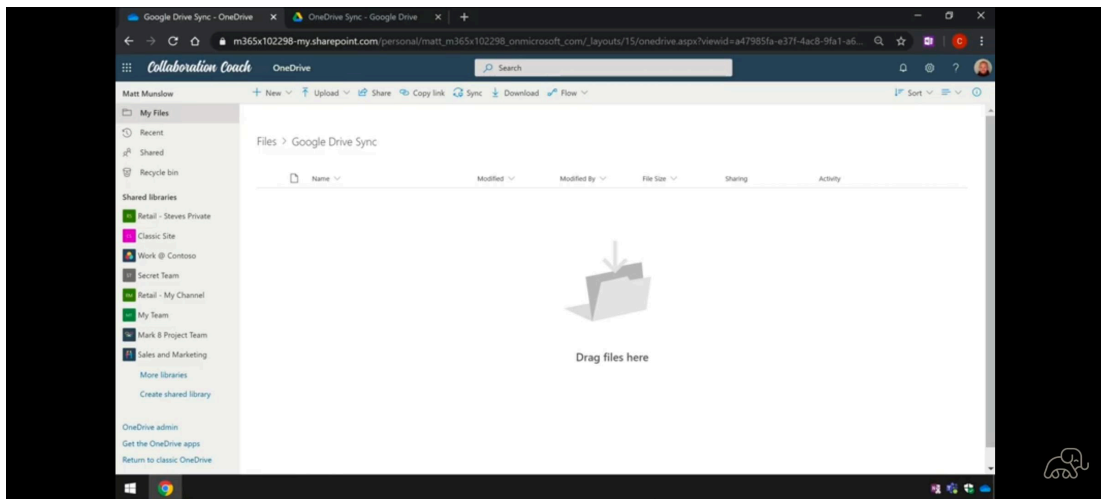 Google Drive Sync - OneDrive
OneDrive Sync - Google Drive
m365x102298-my.sharepoint.com/personal/matt_m365x102298_onmicrosoft_com/_layouts/15/onedrive.aspx?viewid=a47985fa-e37f-4ac8-9fa1-a6...
C
Collaboration Coach OneDrive
Search
?
Matt Munslow
New Upload Share Copy link Sync Download Flow
Sort
My Files
Recent
Shared
Recycle bin
Files > Google Drive Sync
Name Modified Modified By File Size Sharing Activity
Shared libraries
Retail - Steves Private
Classic Site
Work @ Contoso
Secret Team
Retail - My Channel
My Team
Mark 8 Project Team
Sales and Marketing
More libraries
Create shared library
Drag files here
OneDrive admin
Get the OneDrive apps
Return to classic OneDrive